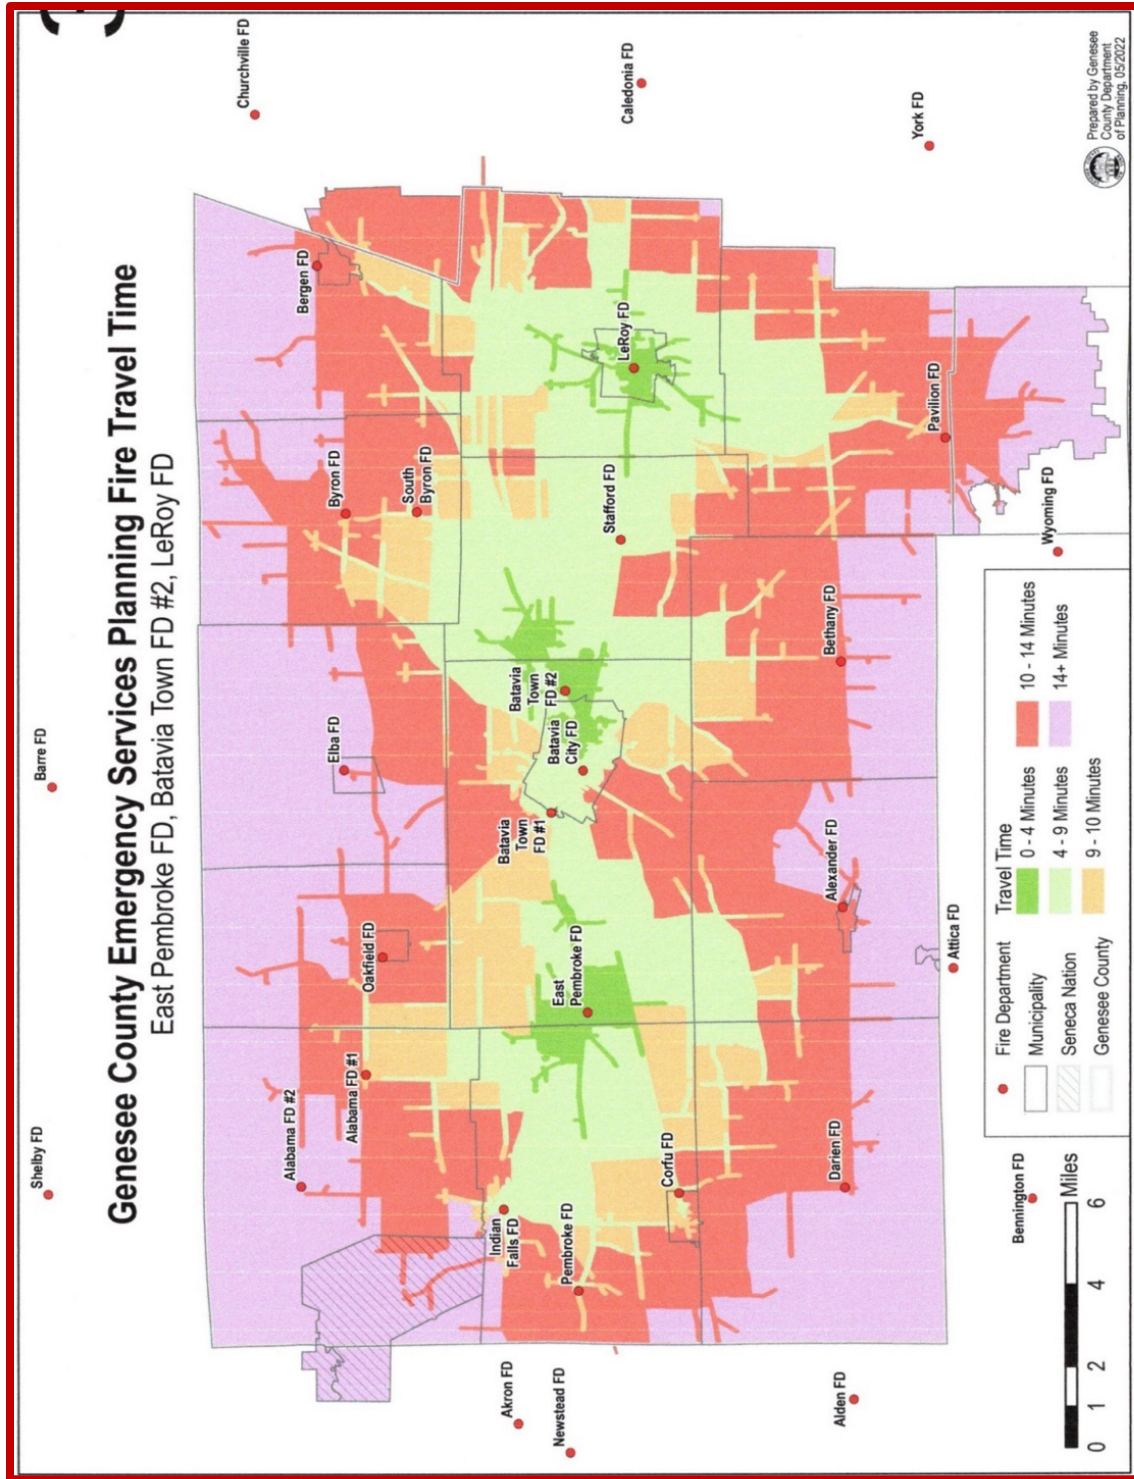 Genesee County Emergency Services Planning Fire Travel Time
East Pembroke FD, Batavia Town FD #2, LeRoy FD
Shelby FD
Barre FD
Churchville FD
Alabama FD #2
Alabama FD #1
Oakfield FD
Elba FD
Byron FD
South
Byron FD
Bergen FD
Akron FD
Newstead FD
Indian
Falls FD
Pembroke FD
East
Pembroke FD
Batavia
Town
FD #1
Batavia
City FD
Batavia
Town
FD #2
Stafford FD
LeRoy FD
Caledonia FD
Corfu FD
Alden FD
Darien FD
Alexander FD
Bethany FD
Pavilion FD
York FD
Bennington FD
Attica FD
Wyoming FD
0 1 2 4 6
Miles
Fire Department
Municipality
Seneca Nation
Genesee County
Travel Time
0 - 4 Minutes
4 - 9 Minutes
9 - 10 Minutes
10 - 14 Minutes
14+ Minutes
Prepared by Genesee
County Department
of Planning, 05/2022